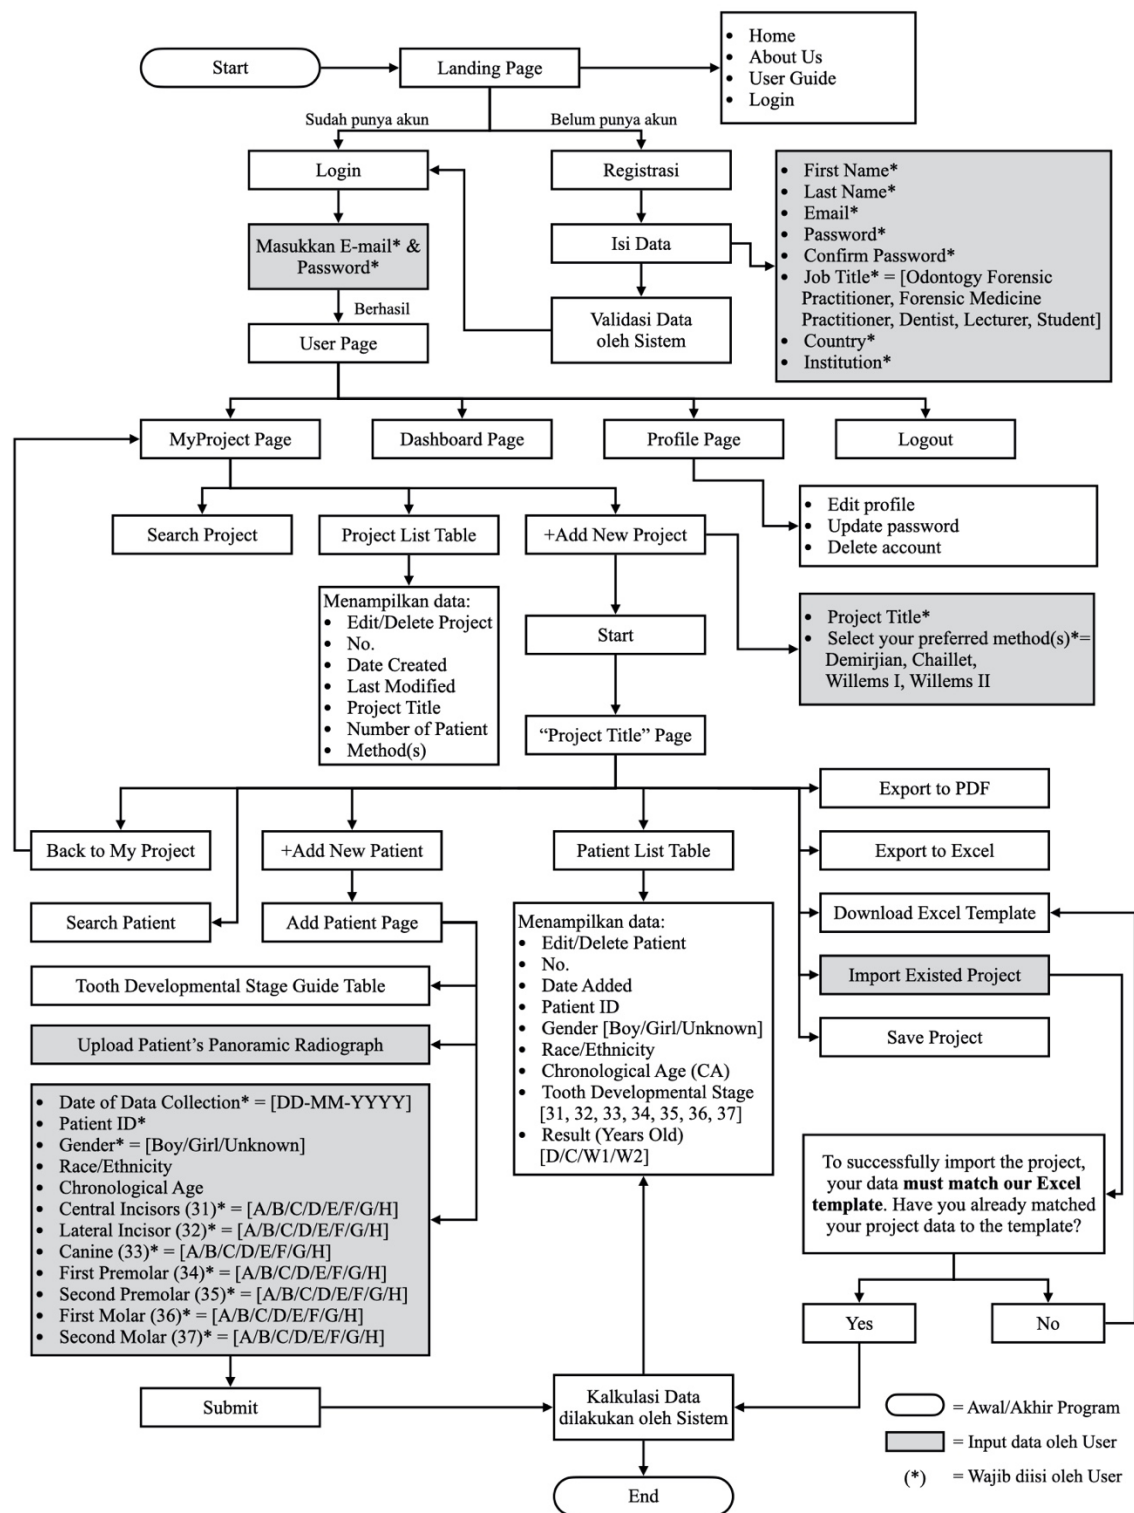 Start
Landing Page
• Home
• About Us
• User Guide
• Login
Sudah punya akun
Belum punya akun
Login
Registrasi
• First Name*
• Last Name*
• Email*
• Password*
• Confirm Password*
• Job Title* = [Odontogy Forensic
Practitioner, Forensic Medicine
Practitioner, Dentist, Lecturer, Student]
• Country*
• Institution*
Masukkan E-mail* &
Password*
Isi Data
Berhasil
Validasi Data
oleh Sistem
User Page
MyProject Page
Dashboard Page
Profile Page
Logout
• Edit profile
• Update password
• Delete account
Search Project
Project List Table
+Add New Project
Menampilkan data:
• Edit/Delete Project
• No.
• Date Created
• Last Modified
• Project Title
• Number of Patient
• Method(s)
Start
• Project Title*
• Select your preferred method(s)*=
Demirjian, Chaillet,
Willems I, Willems II
“Project Title” Page
Export to PDF
Back to My Project
+Add New Patient
Patient List Table
Export to Excel
Search Patient
Add Patient Page
Download Excel Template
Menampilkan data:
• Edit/Delete Patient
• No.
• Date Added
• Patient ID
• Gender [Boy/Girl/Unknown]
• Race/Ethnicity
• Chronological Age (CA)
• Tooth Developmental Stage
[31, 32, 33, 34, 35, 36, 37]
• Result (Years Old)
[D/C/W1/W2]
Tooth Developmental Stage Guide Table
Import Existed Project
Upload Patient’s Panoramic Radiograph
Save Project
• Date of Data Collection* = [DD-MM-YYYY]
• Patient ID*
• Gender* = [Boy/Girl/Unknown]
• Race/Ethnicity
• Chronological Age
• Central Incisors (31)* = [A/B/C/D/E/F/G/H]
• Lateral Incisor (32)* = [A/B/C/D/E/F/G/H]
• Canine (33)* = [A/B/C/D/E/F/G/H]
• First Premolar (34)* = [A/B/C/D/E/F/G/H]
• Second Premolar (35)* = [A/B/C/D/E/F/G/H]
• First Molar (36)* = [A/B/C/D/E/F/G/H]
• Second Molar (37)* = [A/B/C/D/E/F/G/H]
To successfully import the project,
your data must match our Excel
template. Have you already matched
your project data to the template?
Yes
No
Submit
Kalkulasi Data
dilakukan oleh Sistem
End
= Awal/Akhir Program
= Input data oleh User
(*) = Wajib diisi oleh User